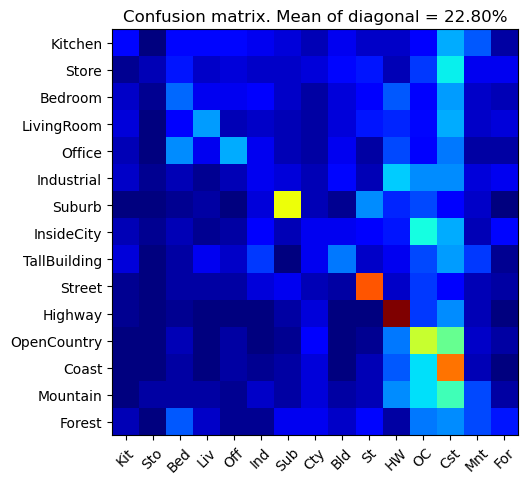 Confusion matrix. Mean of diagonal = 22.80%
Kitchen
Store
Bedroom
LivingRoom
Office
Industrial
Suburb
InsideCity
TallBuilding
Street
Highway
OpenCountry
Coast
Mountain
Forest
Kit Sto Bed Liv Off Ind Sub Cty Bld St HW OC Cst Mnt For